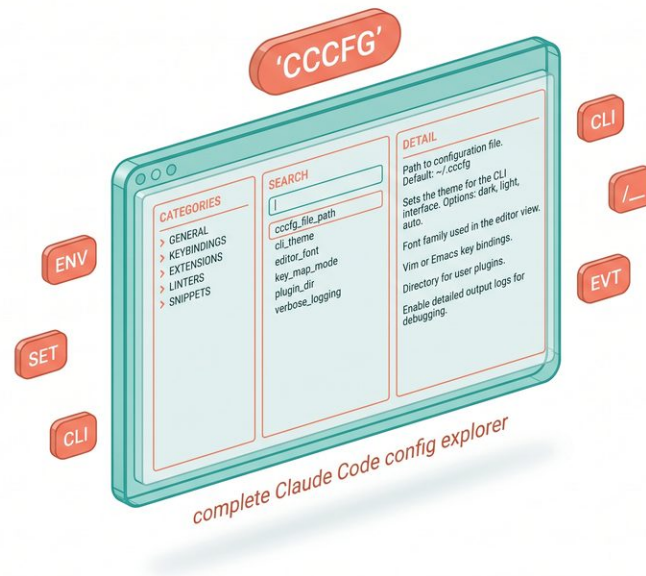 'CCCFG'
CATEGORIES
> GENERAL
> KEYBINDINGS
> EXTENSIONS
> LINTERS
> SNIPPETS
SEARCH
cccfg_file_path
cli_theme
editor_font
key_map_mode
plugin_dir
verbose_logging
DETAIL
Path to configuration file.
Default: ~/.cccfg
Sets the theme for the CLI
interface. Options: dark, light,
auto.
Font family used in the editor view.
Vim or Emacs key bindings.
Directory for user plugins.
Enable detailed output logs for
debugging.
ENV
SET
CLI
CLI
/_
EVT
complete Claude Code config explorer